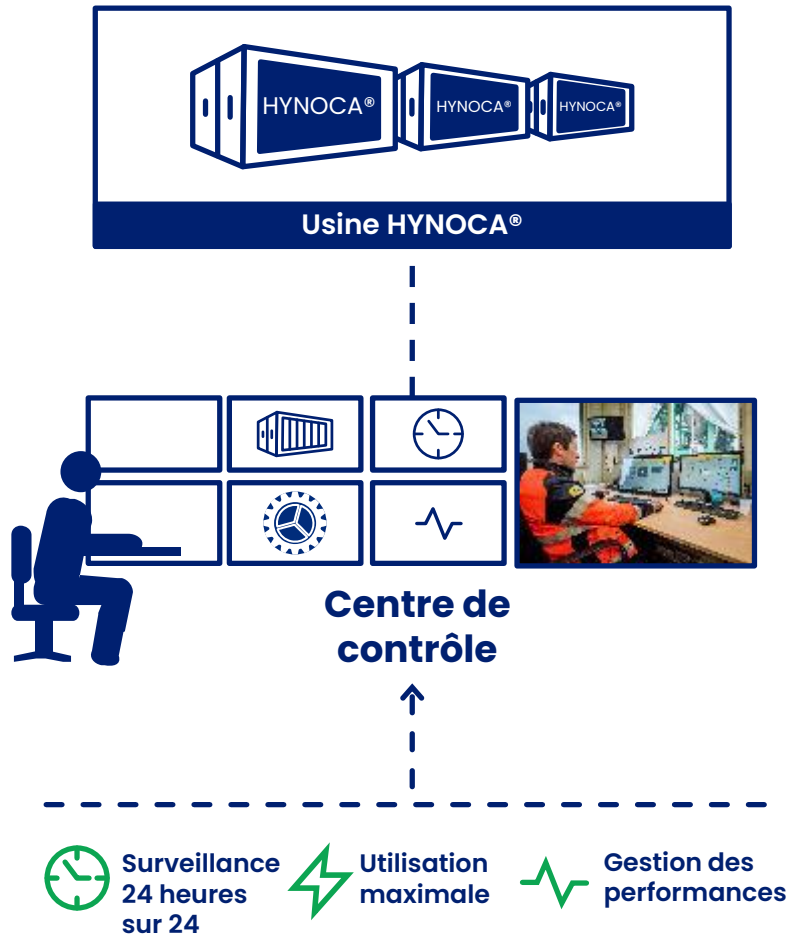 HYNOCA®
HYNOCA®
HYNOCA®
Usine HYNOCA®
Centre de
contrôle
Surveillance
24 heures
sur 24
Utilisation
maximale
Gestion des
performances